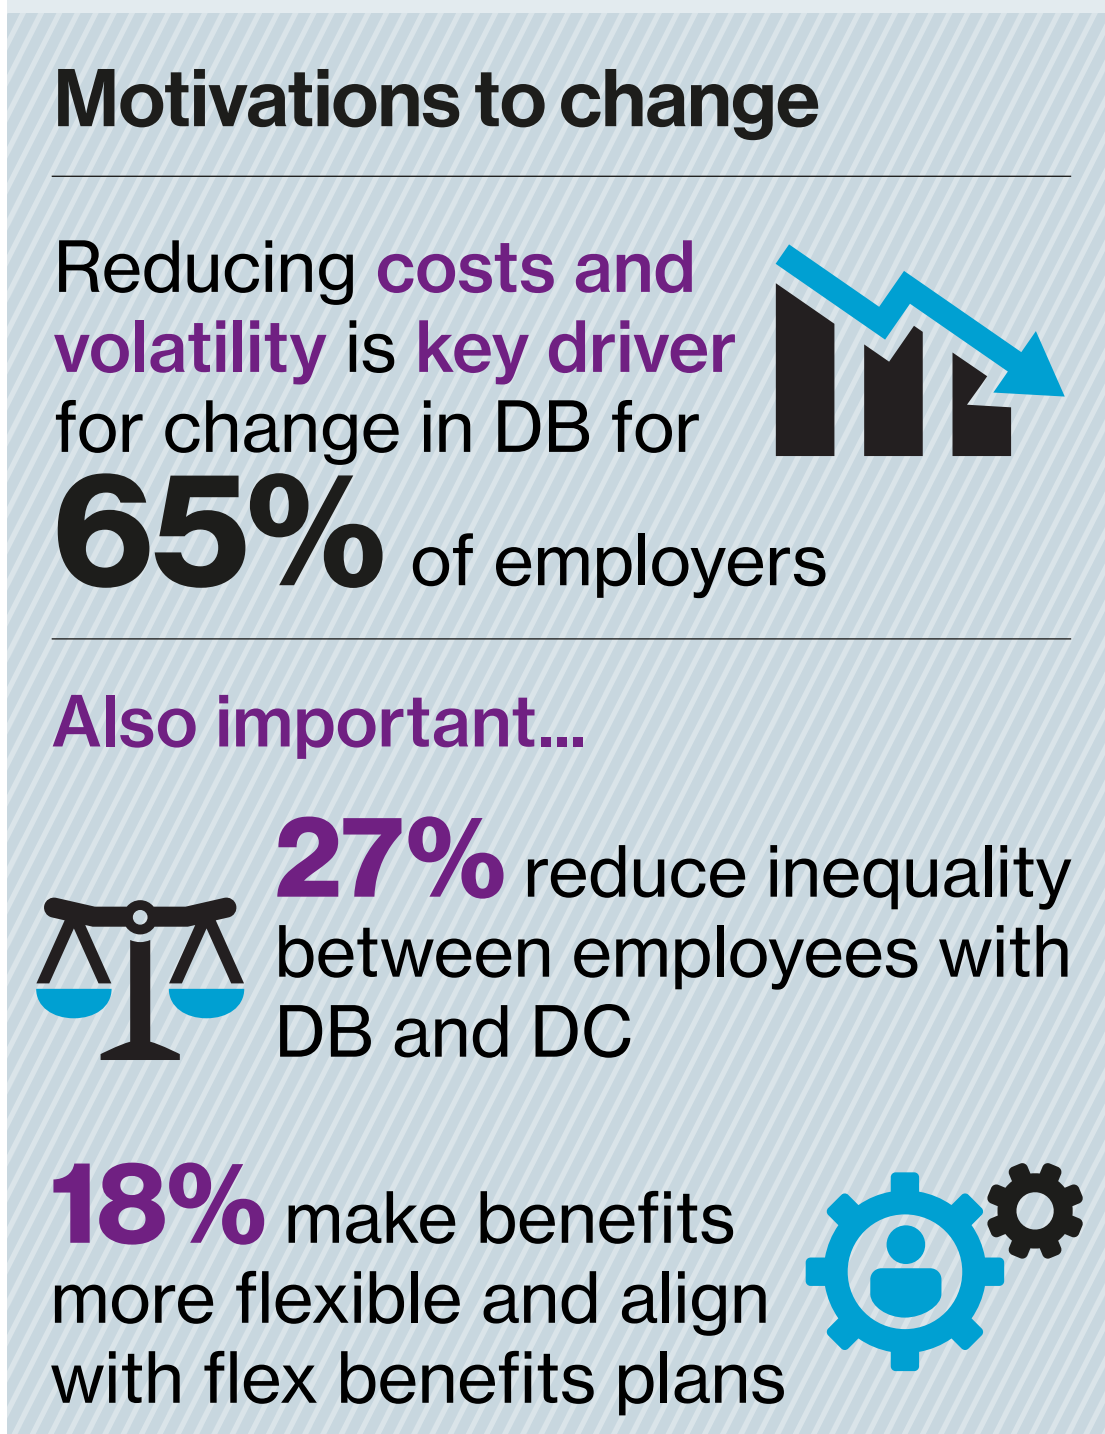 Motivations to change
Reducing costs and
volatility is key driver
for change in DB for
65% of employers
Also important...
27% reduce inequality
between employees with
DB and DC
18% make benefits
more flexible and align
with flex benefits plans